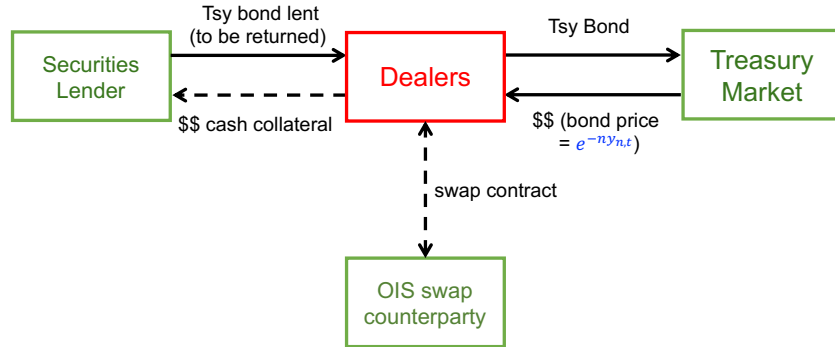 Tsy bond lent
(to be returned)
Securities
Lender
$$ cash collateral
Dealers
Tsy Bond
$$ (bond price
= e^{-ny_{n,t}})
Treasury
Market
swap contract
OIS swap
counterparty